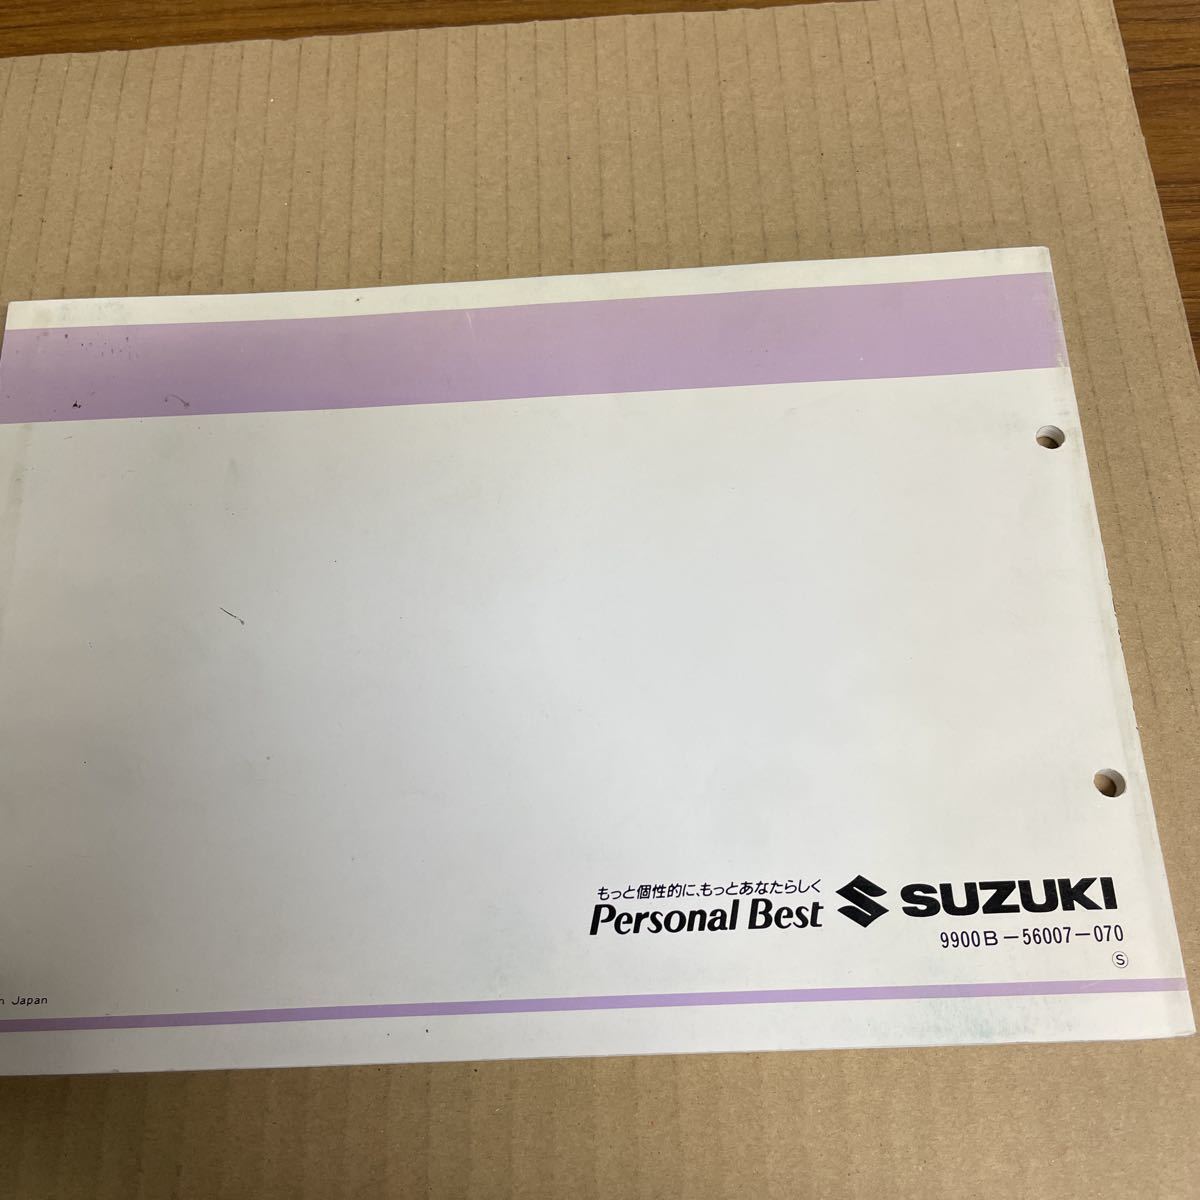 もっと個性的に、もっとあなたらしく
Personal Best SUZUKI
9900B-56007-070
S
Japan